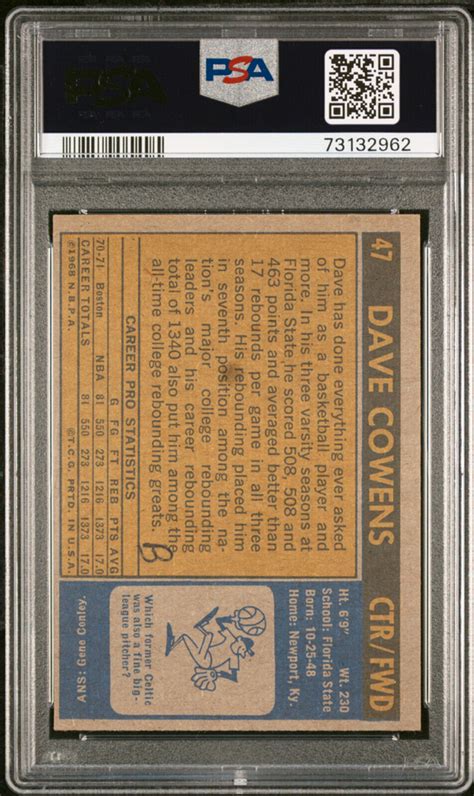 PSA
PSA
73132962
47 DAVE COWENS CTR/FWD
Dave has done everything ever asked
of him as a basketball player and
more. In his three varsity seasons at
Florida State, he scored 508, 508 and
463 points and averaged better than
17 rebounds per game in all three
seasons. His rebounding placed him
in seventh position among the na-
tion's major college rebounding
leaders and his career rebounding
total of 1340 also put him among the
all-time college rebounding greats.
B
CAREER PRO STATISTICS
G FG FT REB PTS AVG
70-71 Boston NBA 81 550 273 1216 1373 17.0
CAREER TOTALS 81 550 273 1216 1373 17.0
©1968 N.B.P.A. ©T.C.G. PRTD. IN U.S.A.
Ht. 6'9" Wt. 230
School: Florida State
Born: 10-25-48
Home: Newport, Ky.
Which former Celtic
was also a fine big-
league pitcher?
ANS: Gene Conley.